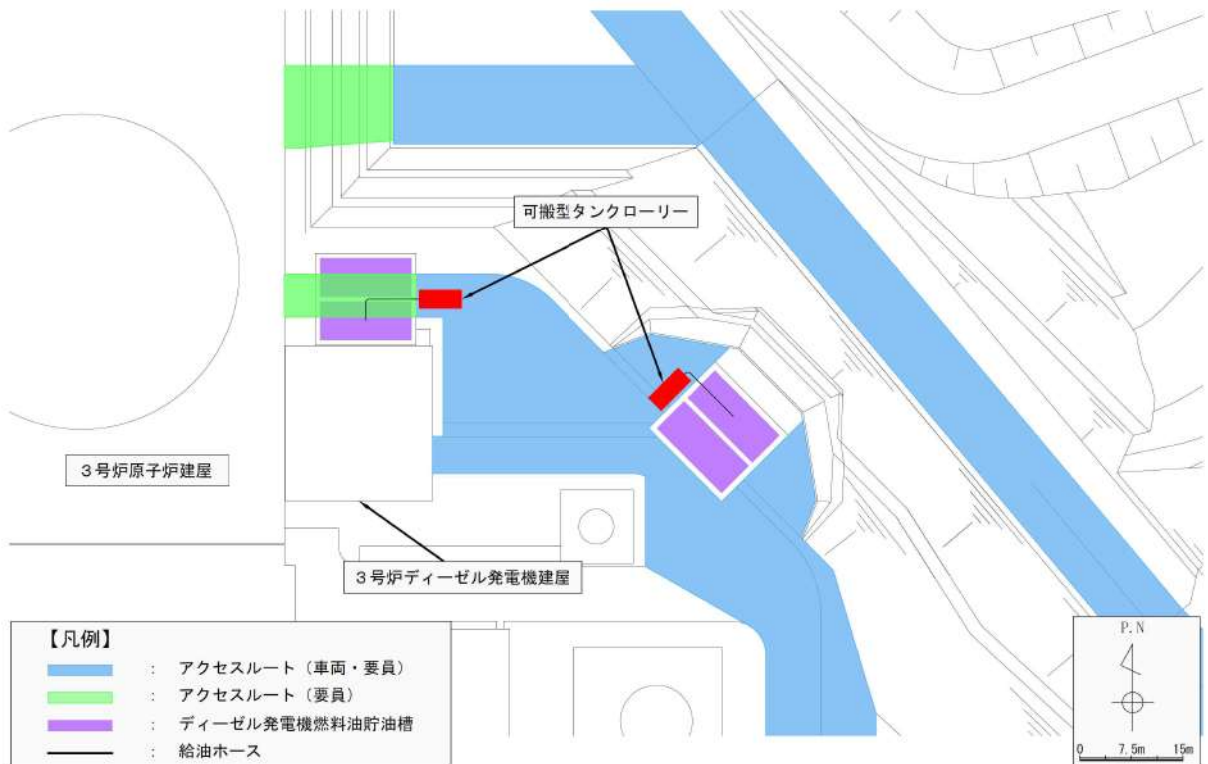 可搬型タンクローリー
3号炉原子炉建屋
3号炉ディーゼル発電機建屋
【凡例】
: アクセスルート（車両・要員）
: アクセスルート（要員）
: ディーゼル発電機燃料油貯油槽
: 給油ホース
P.N
0 7.5m 15m